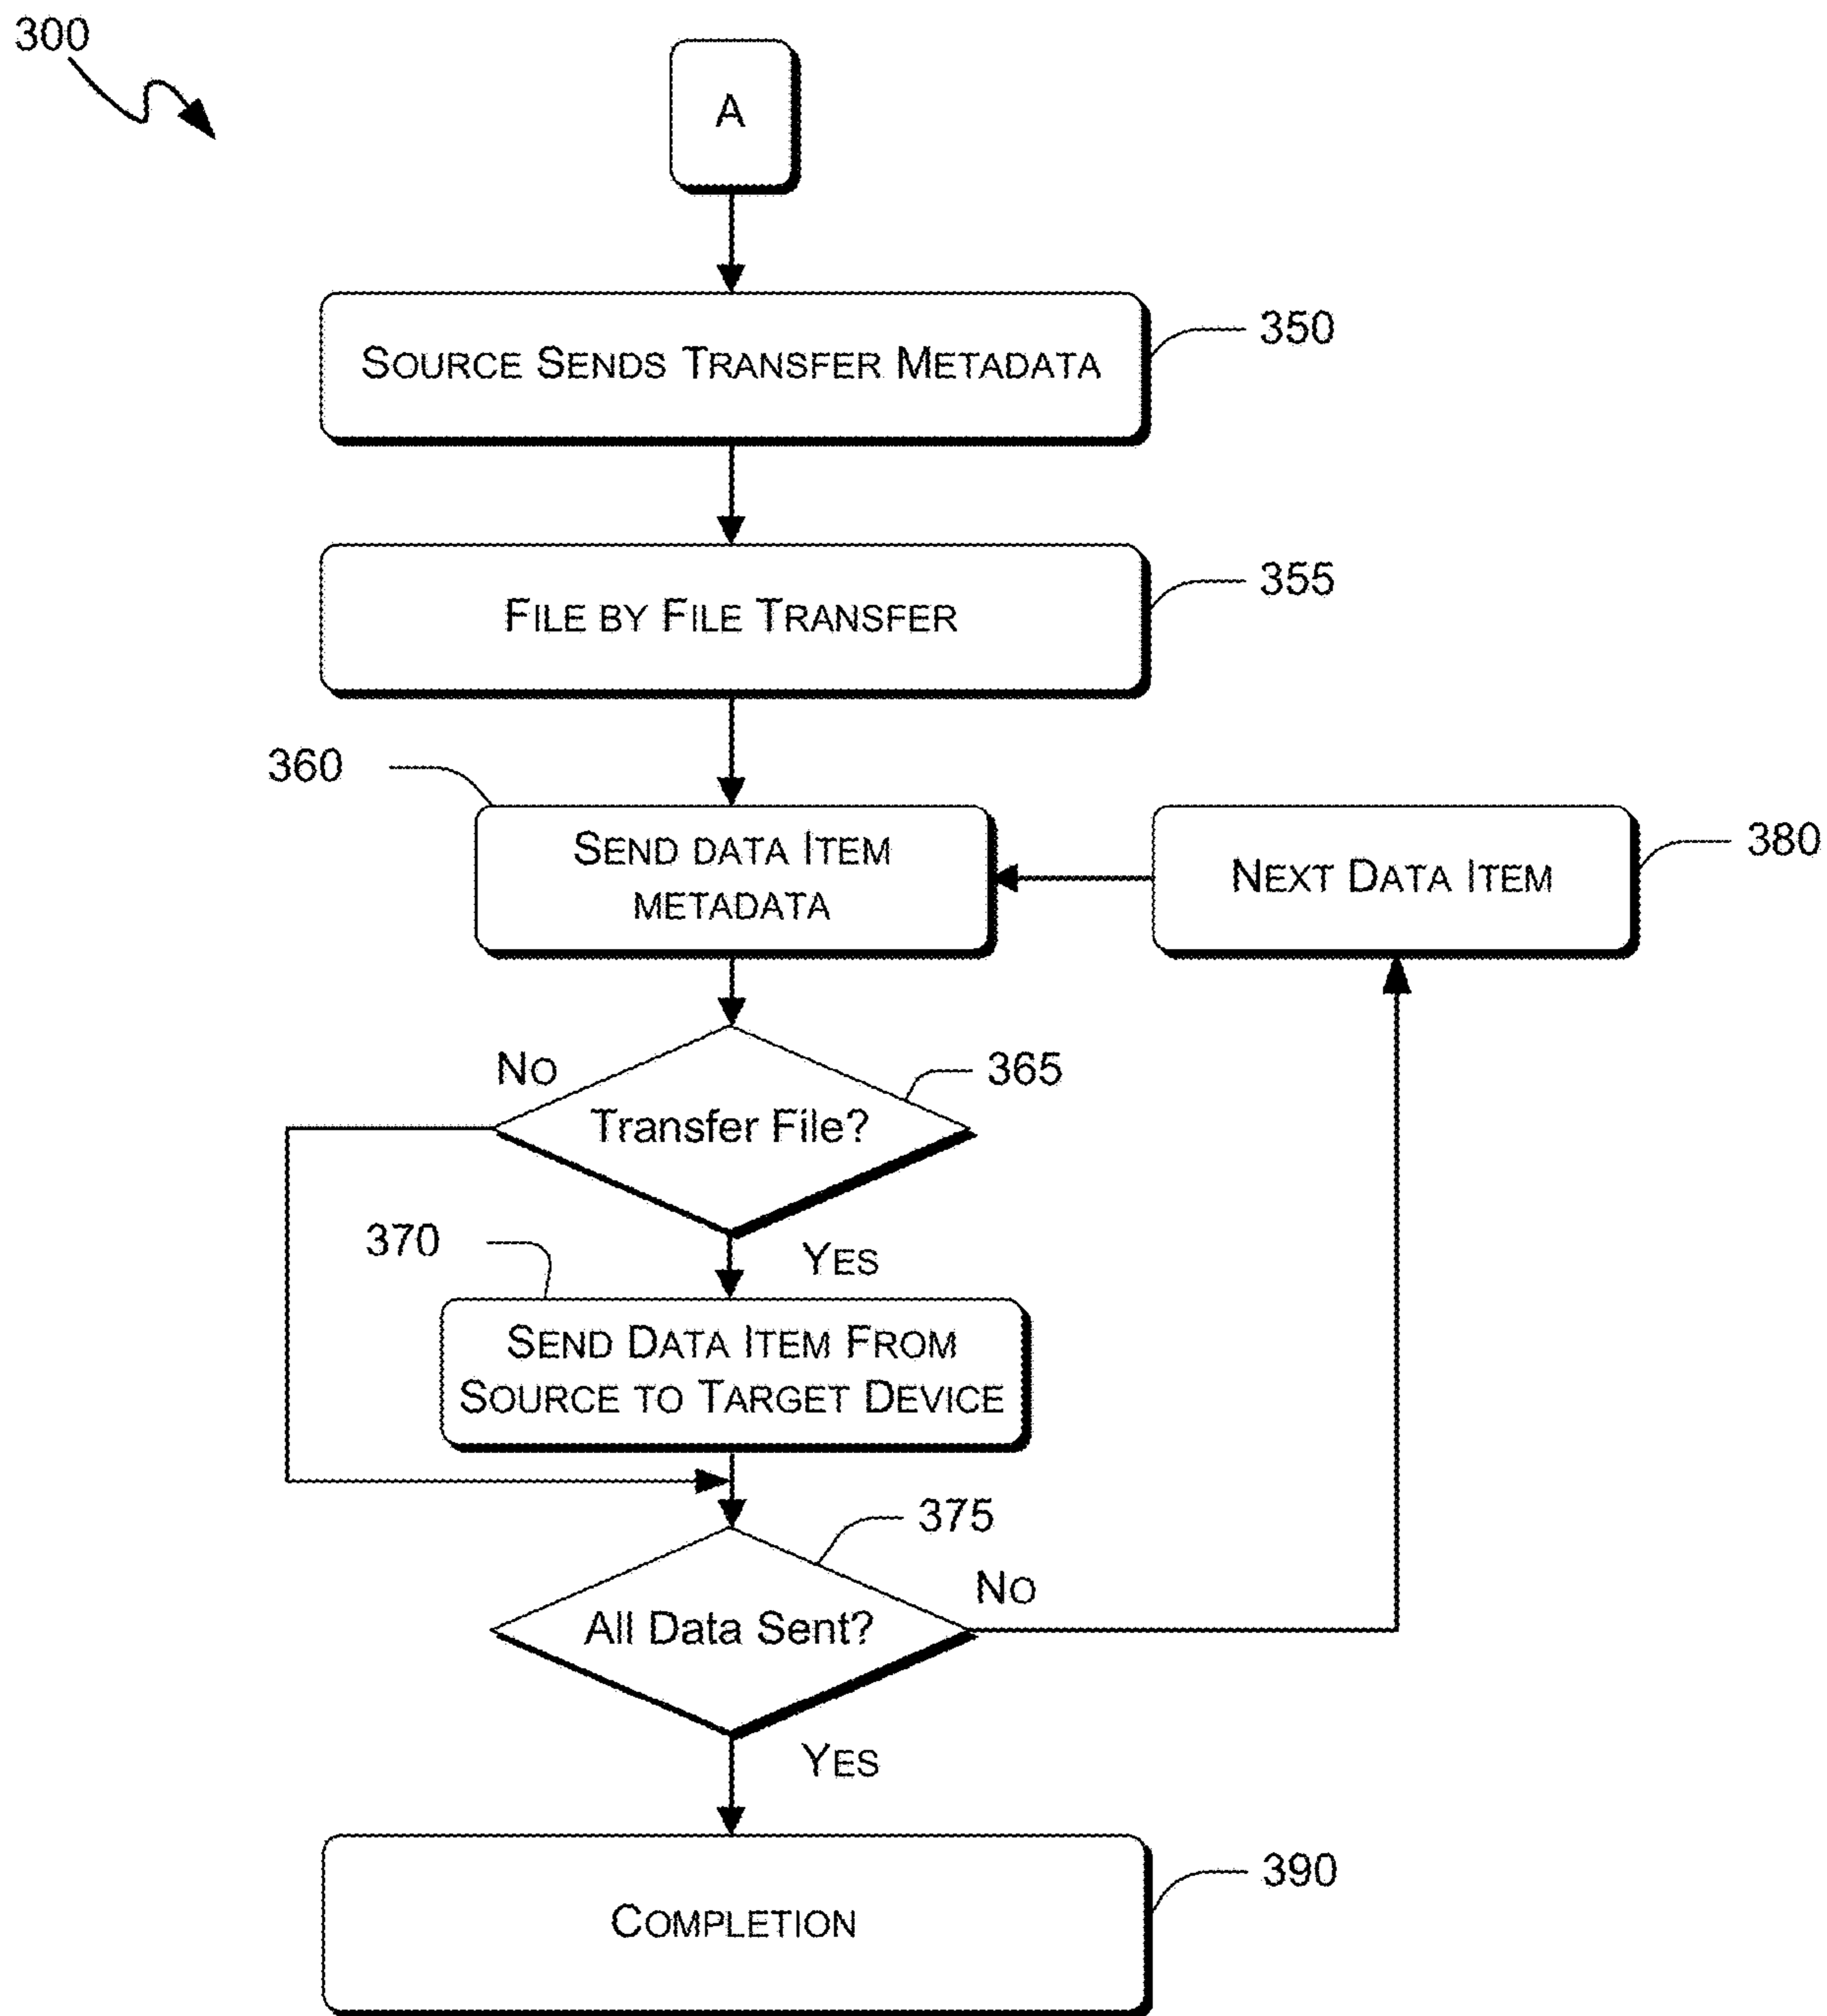 300
A
SOURCE SENDS TRANSFER METADATA
350
FILE BY FILE TRANSFER
355
360
SEND DATA ITEM
METADATA
NEXT DATA ITEM
380
NO
365
Transfer File?
370
YES
SEND DATA ITEM FROM
SOURCE TO TARGET DEVICE
375
NO
All Data Sent?
YES
390
COMPLETION